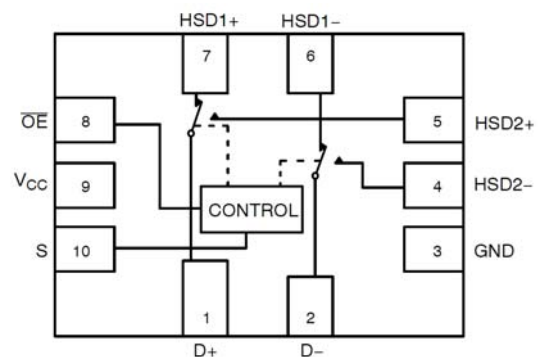 HSD1+ HSD1−
7 6
OE 8 5 HSD2+
VCC 9 4 HSD2−
CONTROL
S 10 3 GND
1 2
D+ D−